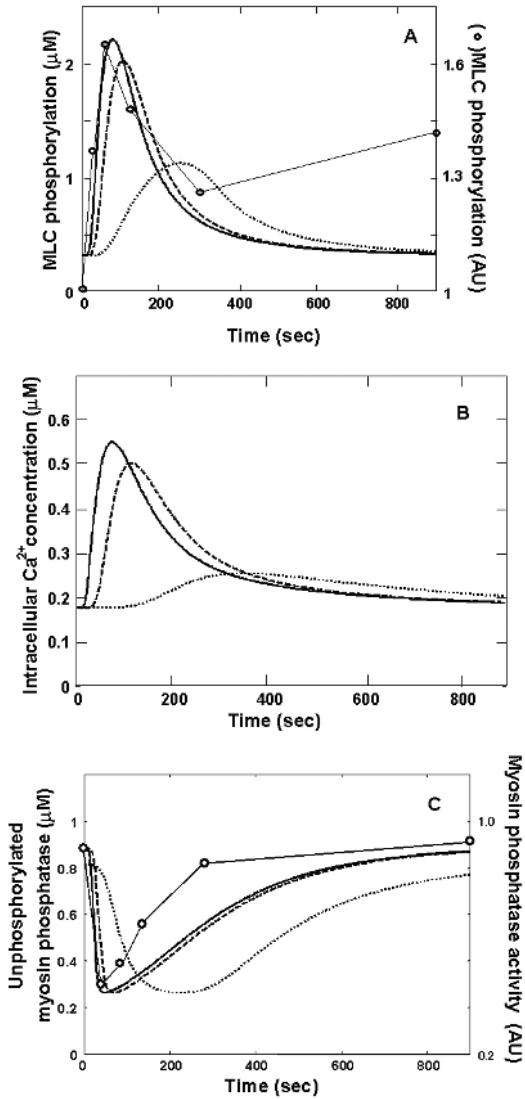 A
MLC phosphorylation (μM)
2
1
0
(o)MLC phosphorylation (AU)
1.6
1.3
1
0 200 400 600 800
Time (sec)
B
Intracellular Ca2+ concentration (μM)
0.6
0.5
0.4
0.3
0.2
0.1
0
0 200 400 600 800
Time (sec)
C
Unphosphorylated
myosin phosphatase (μM)
1
0.8
0.6
0.4
0.2
0
Myosin phosphatase activity (AU)
1.0
0.2
0 200 400 600 800
Time (sec)